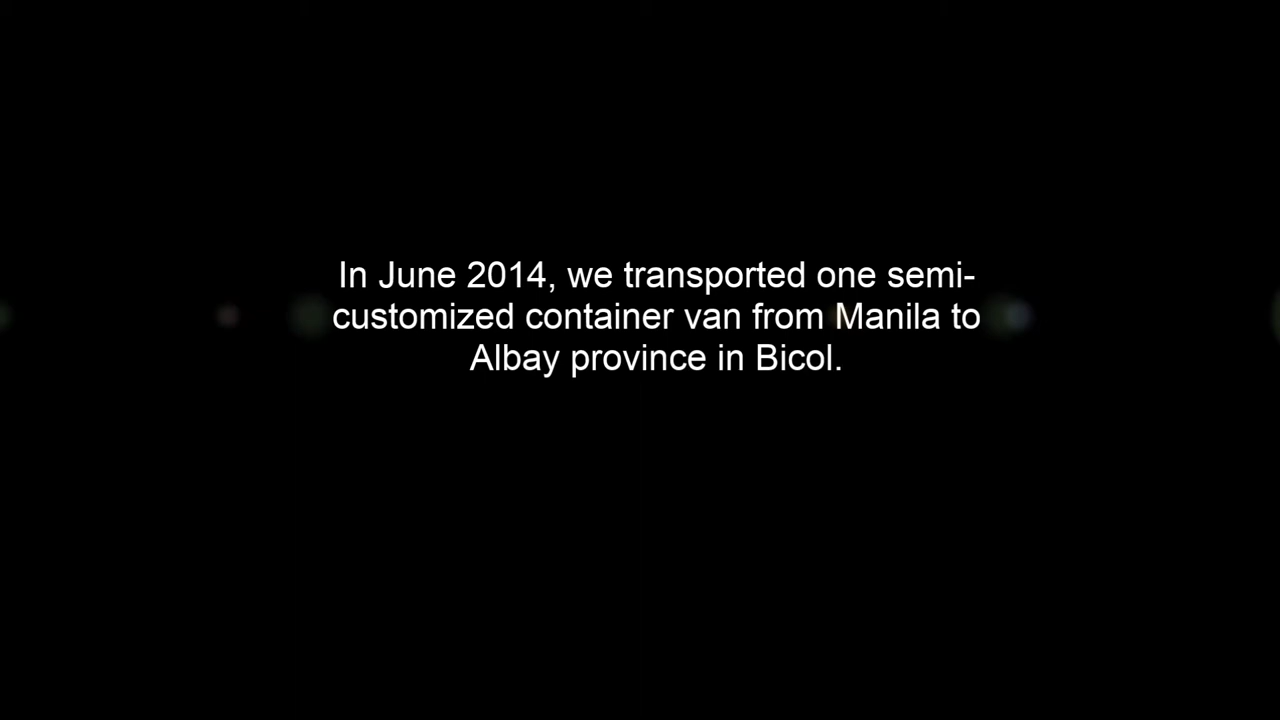 In June 2014, we transported one semi-
customized container van from Manila to
Albay province in Bicol.